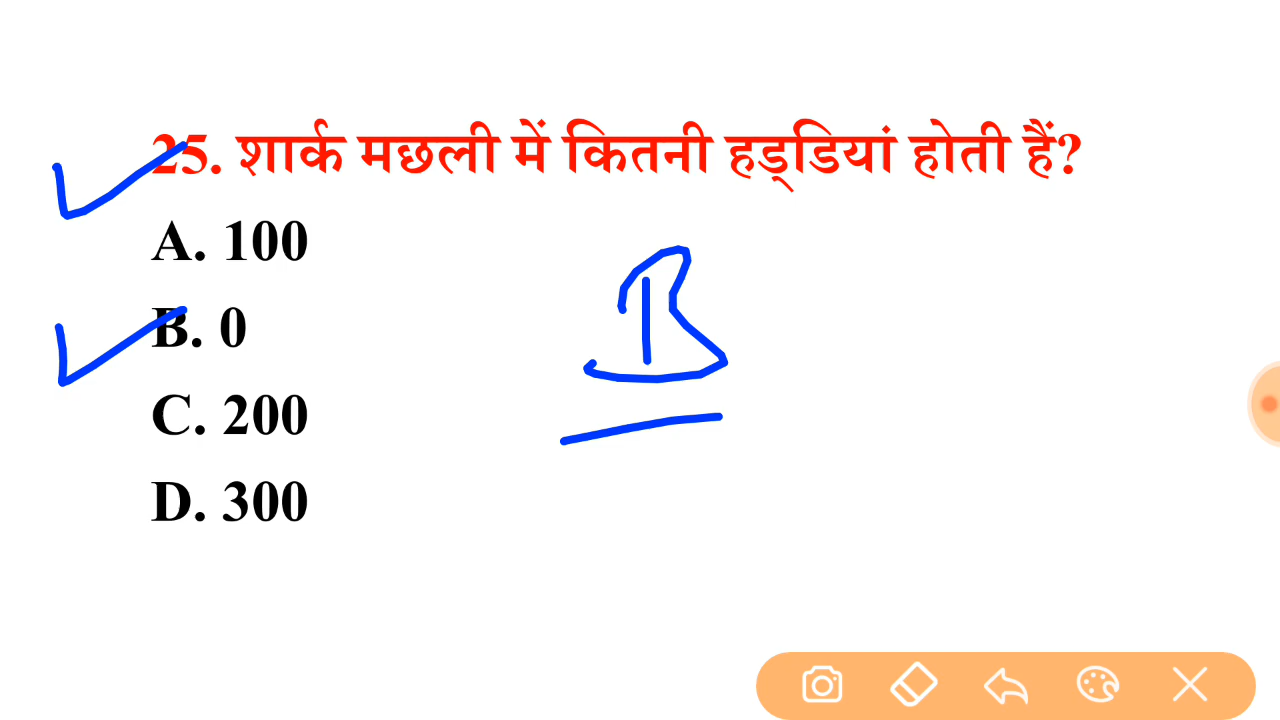 25. शार्क मछली में कितनी हड्डियां होती हैं?
A. 100
B. 0
B
C. 200
D. 300